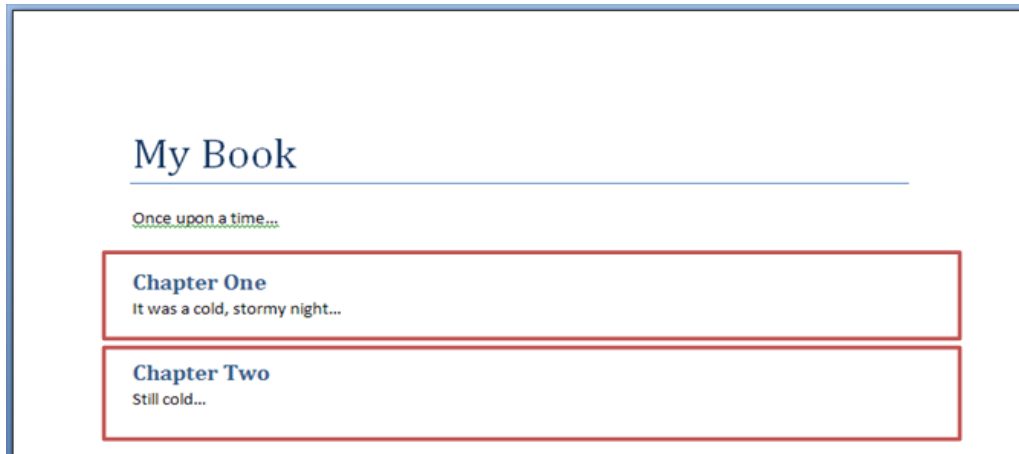 My Book
Once upon a time...
Chapter One
It was a cold, stormy night...
Chapter Two
Still cold...